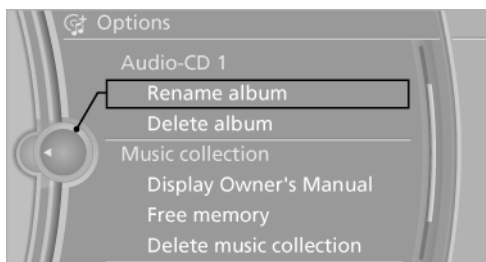 Options
Audio-CD 1
Rename album
Delete album
Music collection
Display Owner's Manual
Free memory
Delete music collection